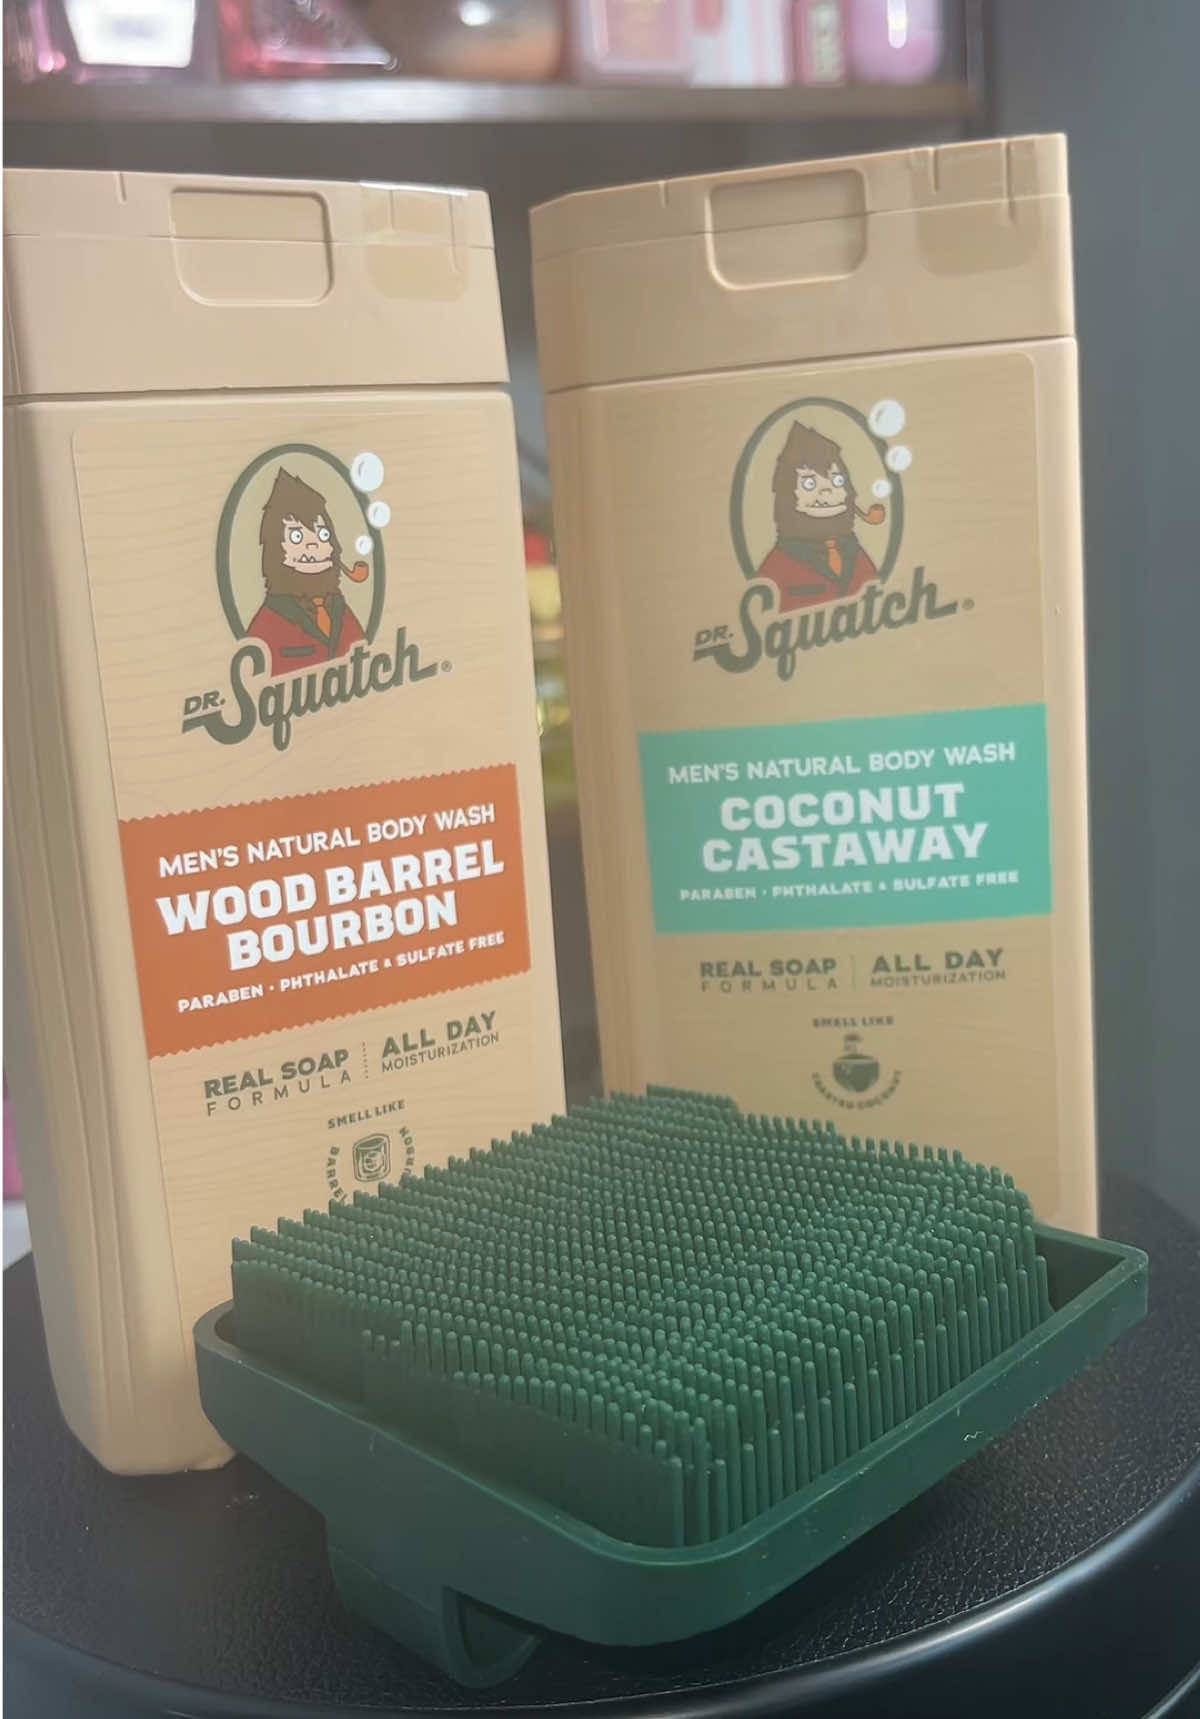 DR. Squatch®
MEN'S NATURAL BODY WASH
WOOD BARREL
BOURBON
PARABEN • PHTHALATE & SULFATE FREE
REAL SOAP
FORMULA
ALL DAY
MOISTURIZATION
SMELL LIKE
DR. Squatch®
MEN'S NATURAL BODY WASH
COCONUT
CASTAWAY
PARABEN • PHTHALATE & SULFATE FREE
REAL SOAP
FORMULA
ALL DAY
MOISTURIZATION
SMELL LIKE